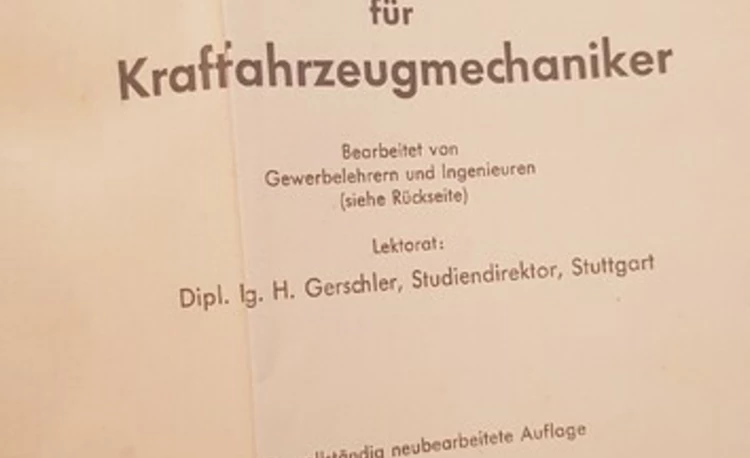 für
Kraftfahrzeugmechaniker
Bearbeitet von
Gewerbelehrern und Ingenieuren
(siehe Rückseite)
Lektorat:
Dipl. Ig. H. Gerschler, Studiendirektor, Stuttgart
neubearbeitete Auflage